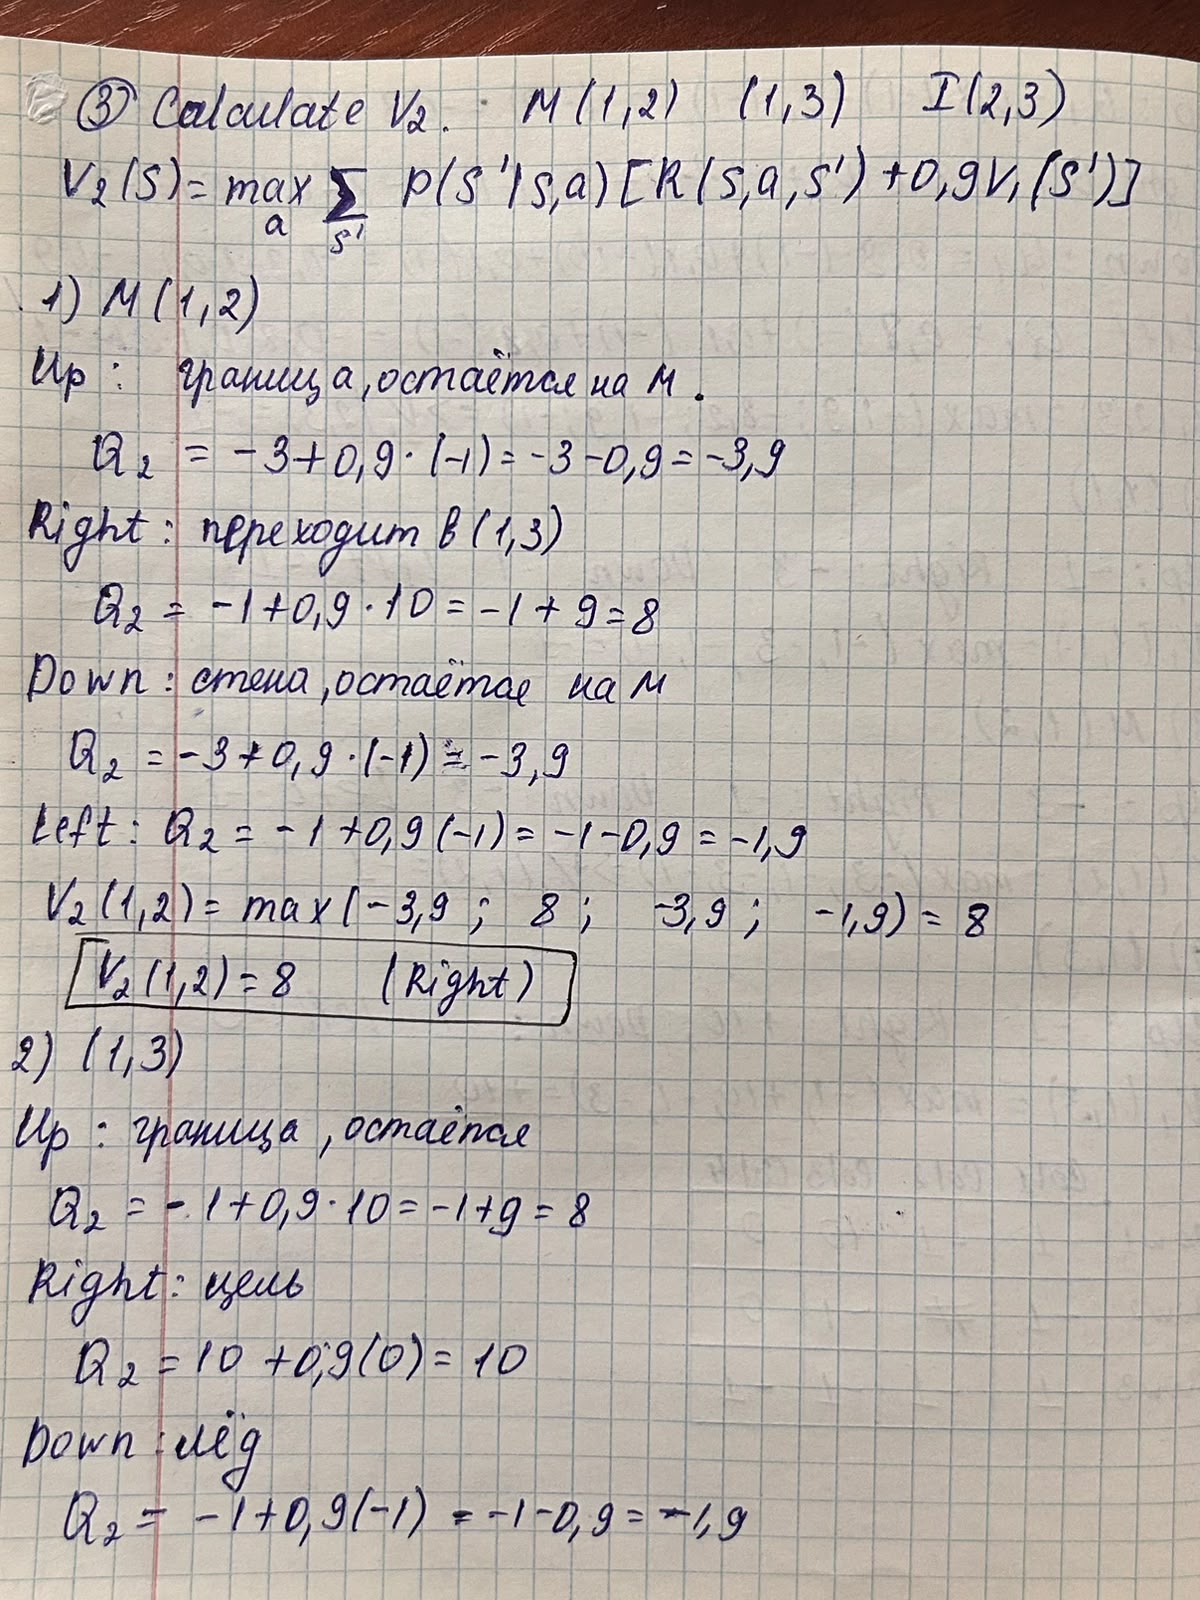 ③ Calculate V₂. M(1,2) (1,3) I(2,3)
V₂(S) = max Σ P(S'|S,a)[R(S,a,S') + 0,9V₁(S')]
a S'
1) M(1,2)
Up: граница, остаётся на M.
Q₂ = -3+0,9·(-1) = -3-0,9 = -3,9
Right: переходит в (1,3)
Q₂ = -1+0,9·10 = -1+9 = 8
Down: стена, остаётся на M
Q₂ = -3+0,9·(-1) = -3,9
Left: Q₂ = -1+0,9(-1) = -1-0,9 = -1,9
V₂(1,2) = max(-3,9; 8; -3,9; -1,9) = 8
V₂(1,2) = 8 (Right)
2) (1,3)
Up: граница, остаётся
Q₂ = -1+0,9·10 = -1+9 = 8
Right: цель
Q₂ = 10 +0,9(0) = 10
Down: лёд
Q₂ = -1+0,9(-1) = -1-0,9 = -1,9